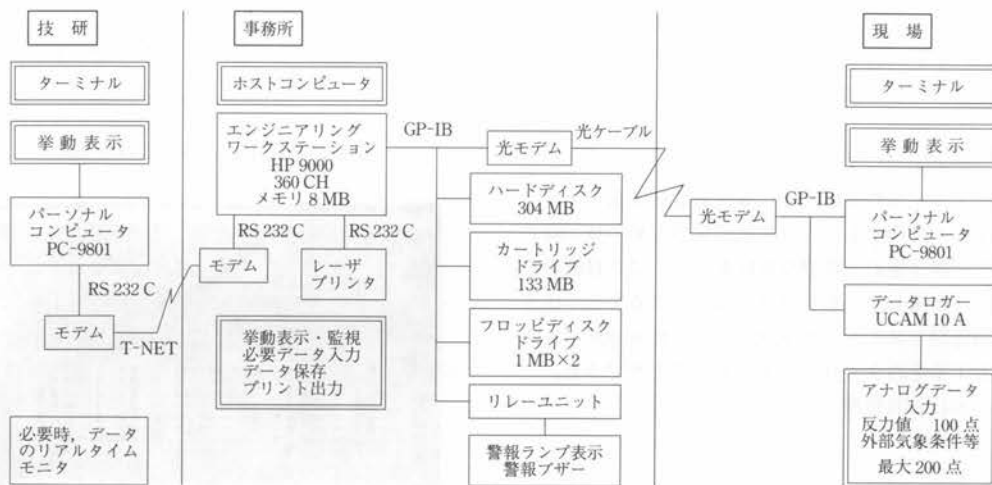 技 研
ターミナル
挙 動 表 示
パーソナル
コンピュータ
PC-9801
RS 232 C
モデム
T-NET
必要時，データ
のリアルタイム
モニタ
事務所
ホストコンピュータ
エンジニアリング
ワークステーション
HP 9000
360 CH
メモリ 8 MB
RS 232 C
RS 232 C
モデム
レーザ
プリンタ
挙動表示・監視
必要データ入力
データ保存
プリント出力
GP-IB
光モデム
光ケーブル
ハードディスク
304 MB
カートリッジ
ドライブ
133 MB
フロッピディスク
ドライブ
1 MB×2
リレーユニット
警報ランプ表示
警報ブザー
現 場
ターミナル
挙 動 表 示
光モデム
GP-IB
パーソナル
コンピュータ
PC-9801
データロガー
UCAM 10 A
アナログデータ
入力
反力値 100 点
外部気象条件等
最大 200 点